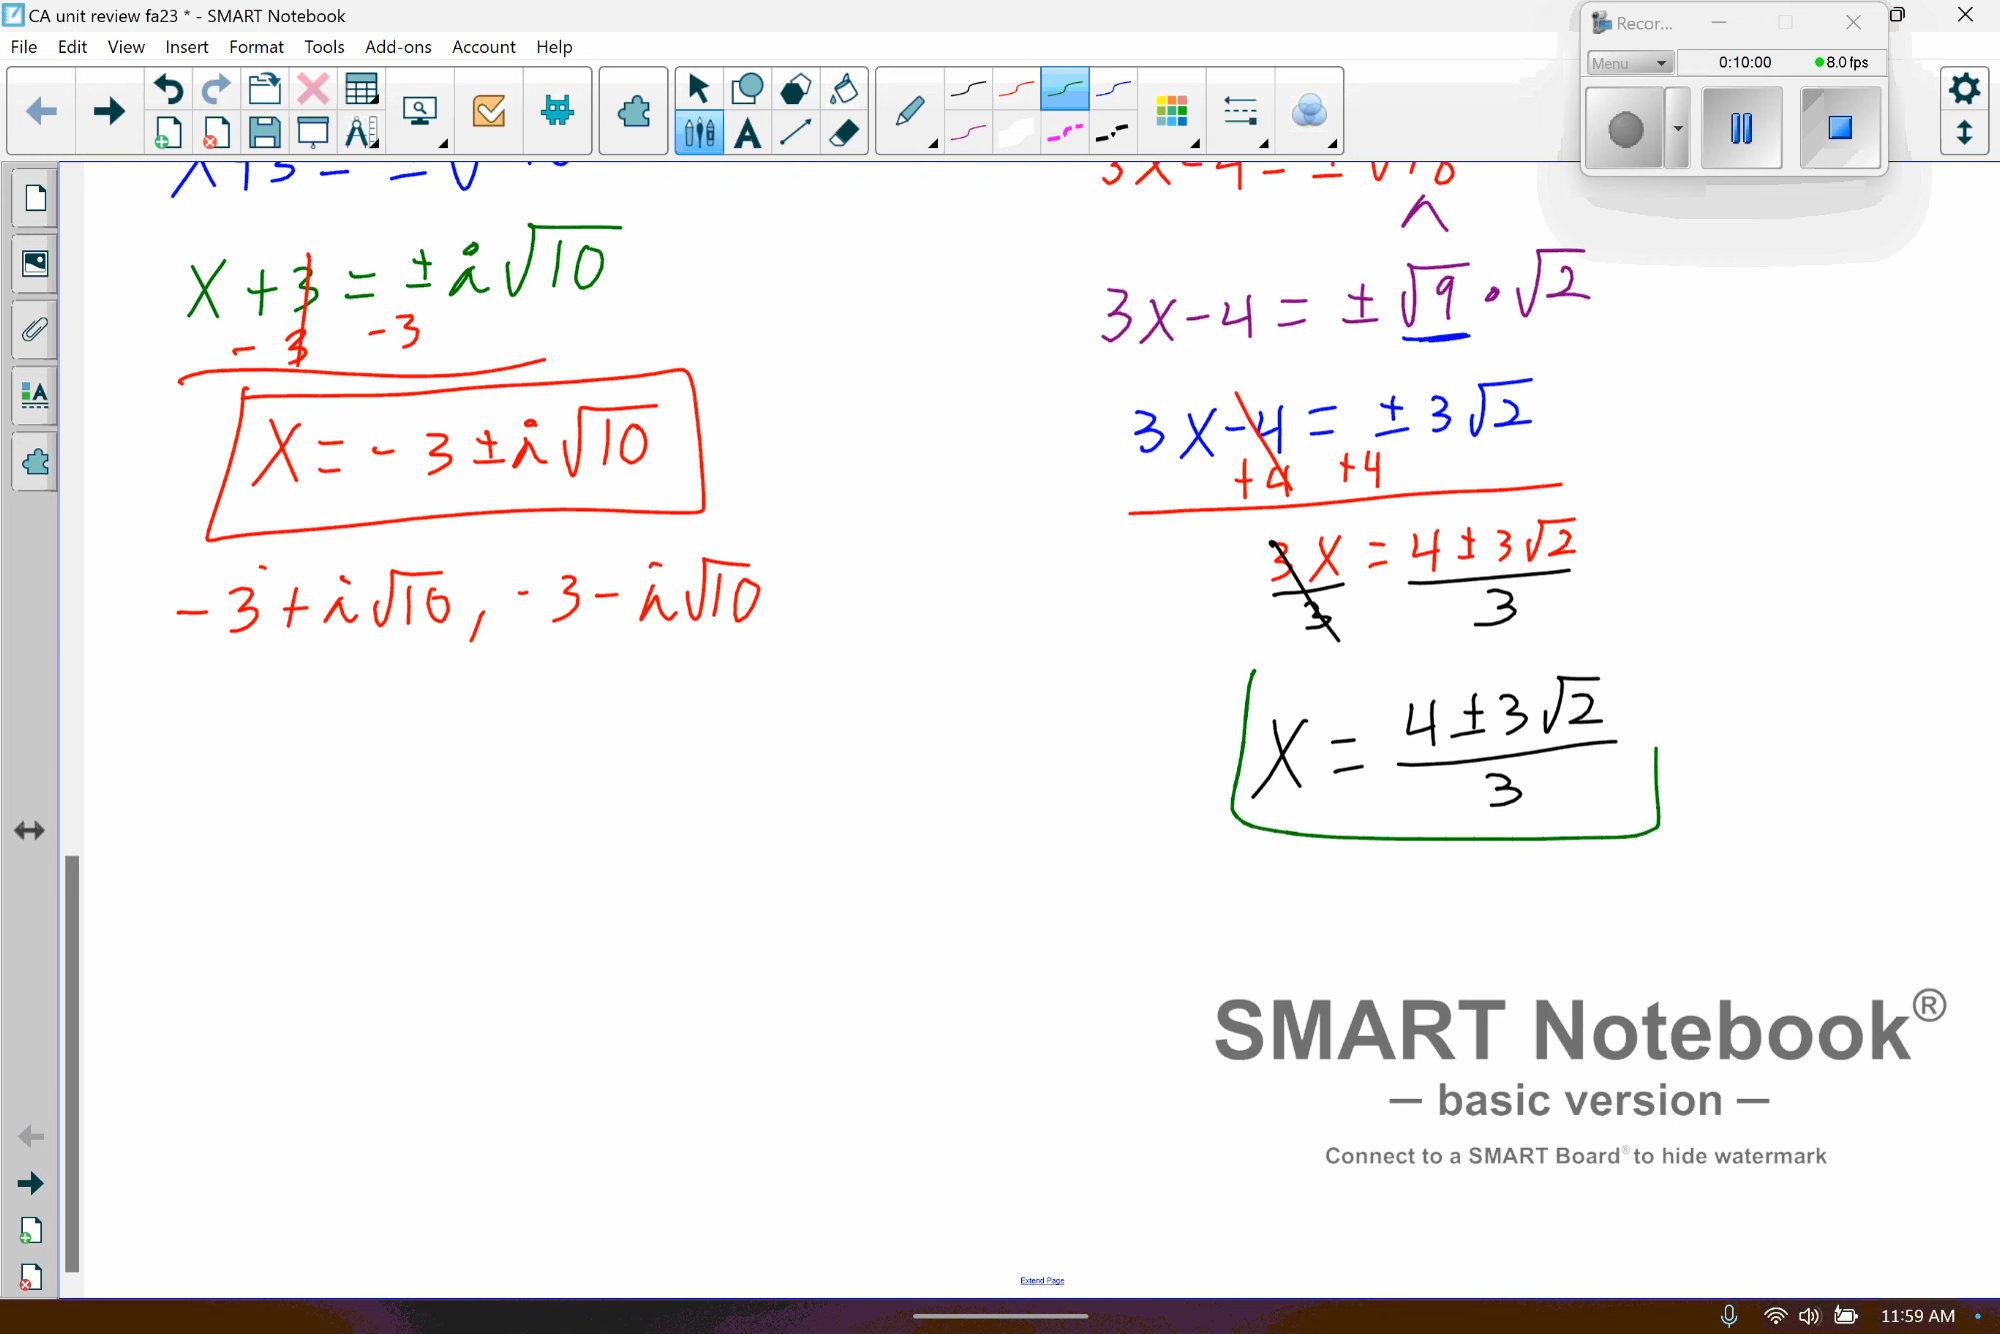 CA unit review fa23 * - SMART Notebook
File Edit View Insert Format Tools Add-ons Account Help
Recor...
Menu 0:10:00 8.0 fps
3x-4 = ±√18
x+3 = ±i√10
-3 -3
x = -3 ±i√10
-3+i√10, -3-i√10
3x-4 = ±√9 • √2
3x-4 = ±3√2
+4 +4
3x = 4±3√2
3 3
x = 4±3√2
3
SMART Notebook®
— basic version —
Connect to a SMART Board® to hide watermark
Extend Page
11:59 AM